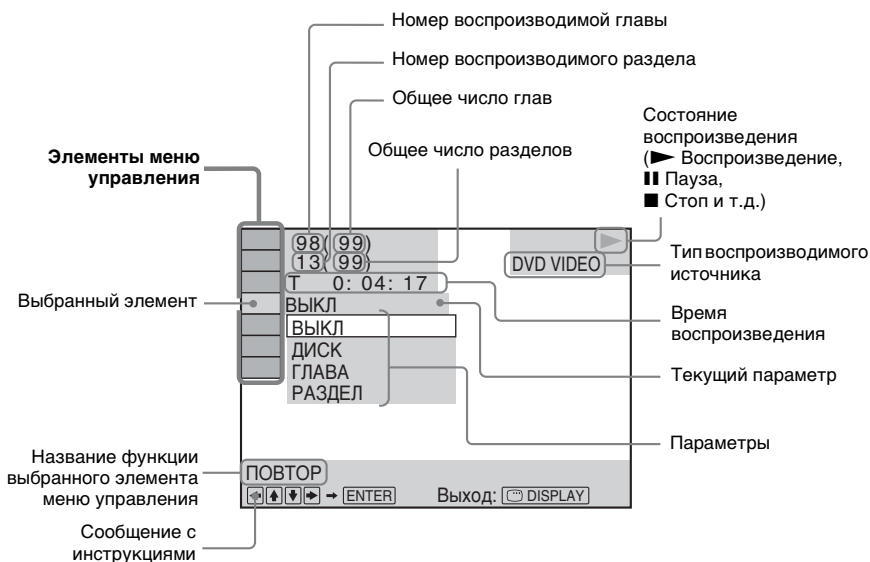 Номер воспроизводимой главы
Номер воспроизводимого раздела
Общее число глав
Общее число разделов
Состояние
воспроизведения
(► Воспроизведение,
❚❚ Пауза,
■ Стоп и т.д.)
Элементы меню
управления
98( 99)
13( 99)
T 0: 04: 17
DVD VIDEO
Тип воспроизводимого
источника
Выбранный элемент
ВЫКЛ
ВЫКЛ
ДИСК
ГЛАВА
РАЗДЕЛ
Время
воспроизведения
Текущий параметр
Параметры
Название функции
выбранного элемента
меню управления
ПОВТОР
← ↑ ↓ → → ENTER Выход: DISPLAY
Сообщение с
инструкциями